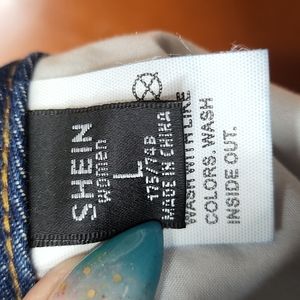 SHEIN
women
L
175/74B
MADE IN CHINA
WASH WITH LIKE
COLORS. WASH
INSIDE OUT.